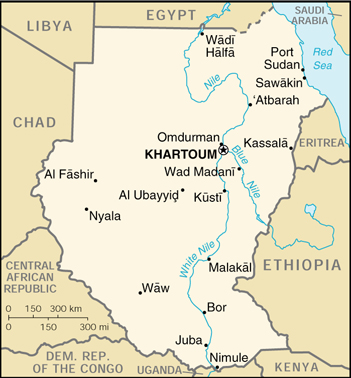 LIBYA
EGYPT
SAUDI
ARABIA
Wādī
Ḥālfā
Port
Sudan
Red
Sea
Sawākin
Nile
'Atbarah
CHAD
Omdurman
KHARTOUM
Kassalā
ERITREA
Blue
Nile
Wad Madanī
Al Fāshir
Al Ubayyiḍ
Kūstī
Nyala
White Nile
Malakāl
ETHIOPIA
CENTRAL
AFRICAN
REPUBLIC
0 150 300 km
0 150 300 mi
Wāw
Bor
Juba
Nimule
DEM. REP.
OF THE CONGO
UGANDA
KENYA